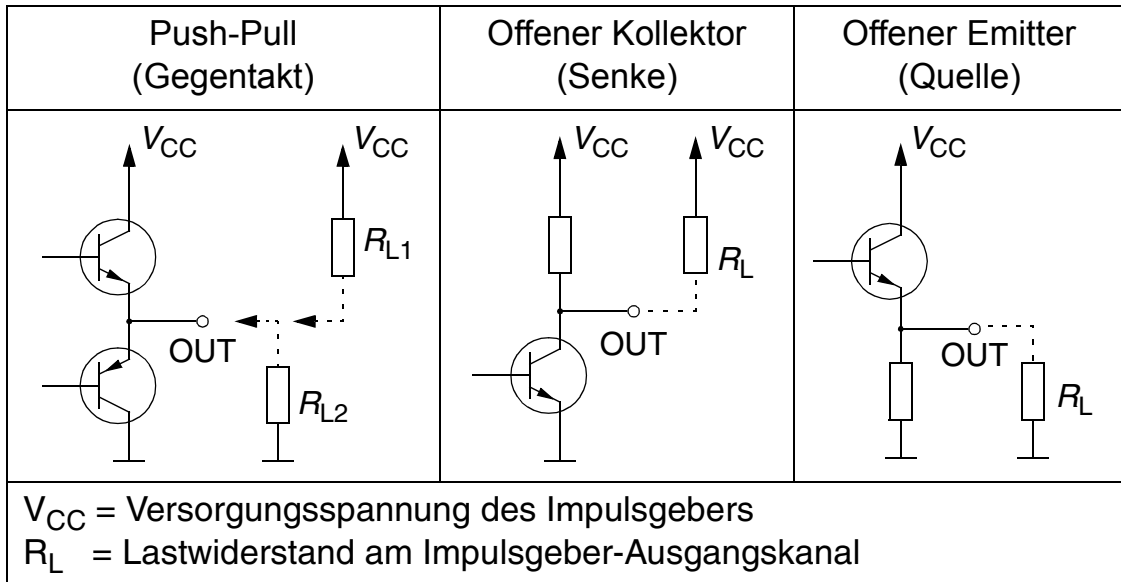 Push-Pull
(Gegentakt)
Offener Kollektor
(Senke)
Offener Emitter
(Quelle)
VCC
VCC
RL1
OUT
RL2
VCC
VCC
RL
OUT
VCC
OUT
RL
VCC = Versorgungsspannung des Impulsgebers
RL = Lastwiderstand am Impulsgeber-Ausgangskanal